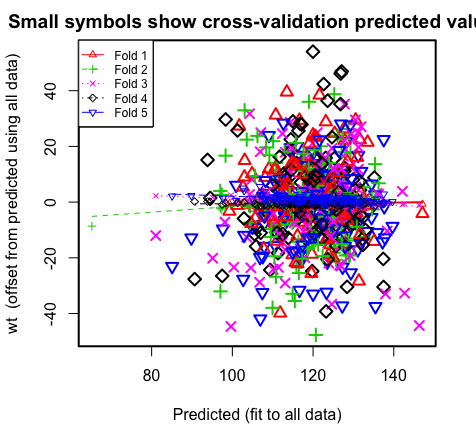 Small symbols show cross-validation predicted valu
Fold 1
Fold 2
Fold 3
Fold 4
Fold 5
wt (offset from predicted using all data)
40
20
0
-20
-40
80
100
120
140
Predicted (fit to all data)